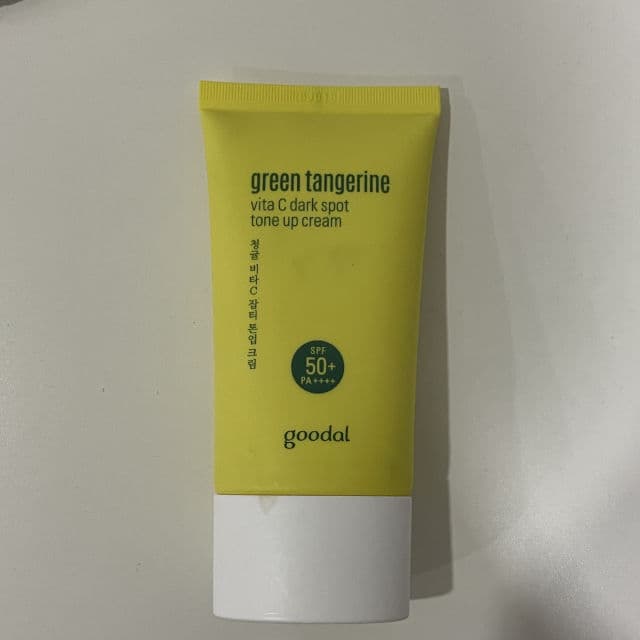 green tangerine
vita C dark spot
tone up cream
청귤 비타C 잡티 톤업 크림
SPF
50+
PA++++
goodal